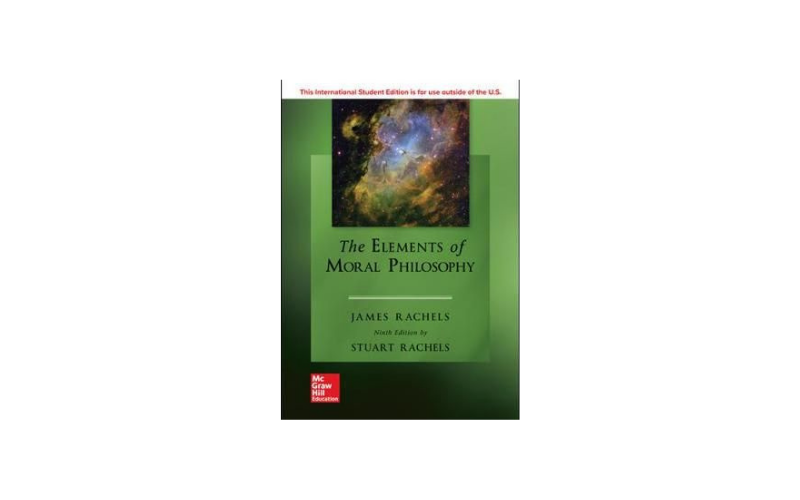 This International Student Edition is for use outside of the U.S.
The ELEMENTS of
MORAL PHILOSOPHY
JAMES RACHELS
Ninth Edition by
STUART RACHELS
Mc
Graw
Hill
Education